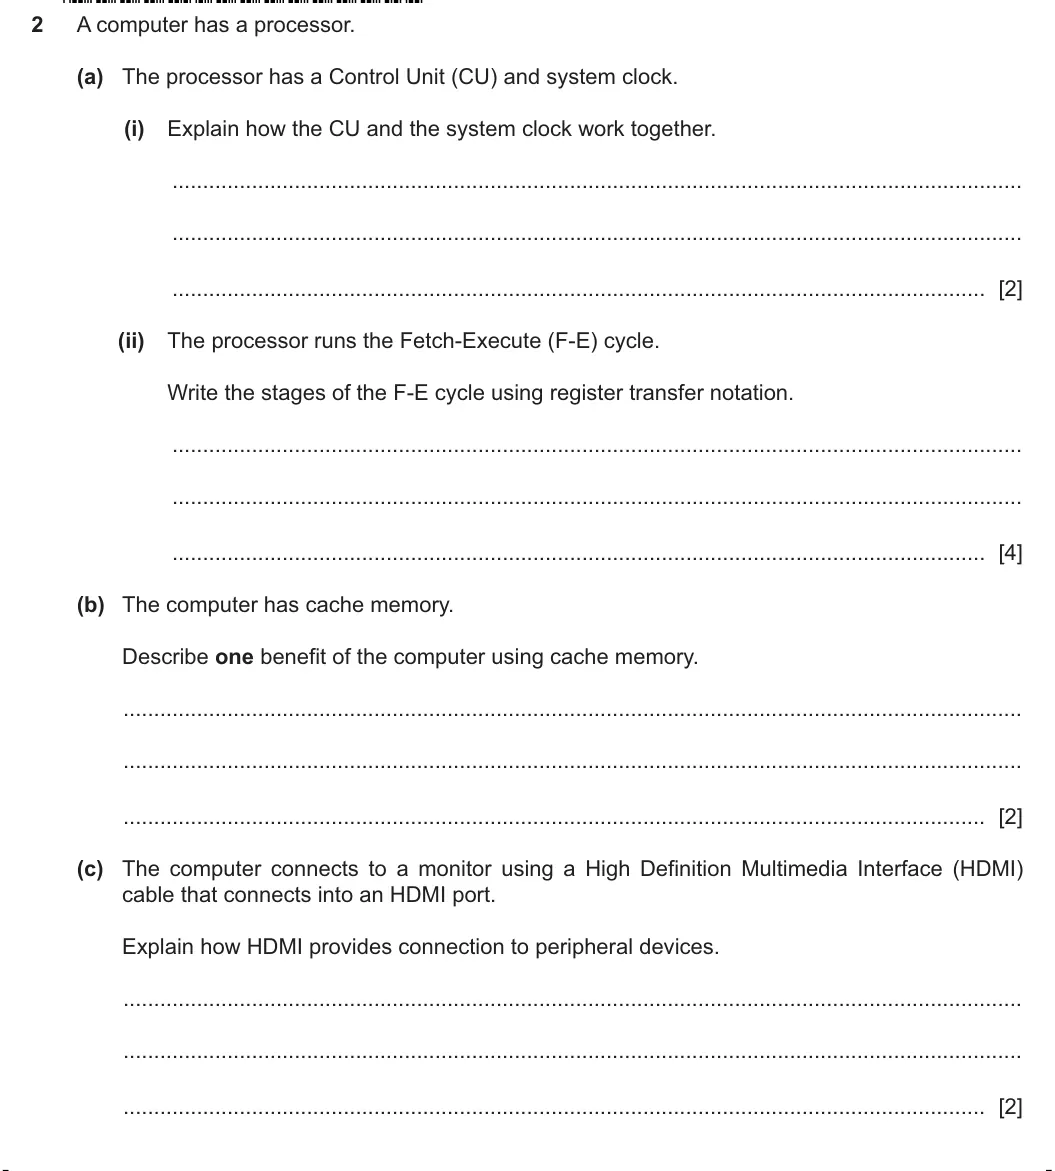 2 A computer has a processor.
(a) The processor has a Control Unit (CU) and system clock.
(i) Explain how the CU and the system clock work together.
[2]
(ii) The processor runs the Fetch-Execute (F-E) cycle.
Write the stages of the F-E cycle using register transfer notation.
[4]
(b) The computer has cache memory.
Describe one benefit of the computer using cache memory.
[2]
(c) The computer connects to a monitor using a High Definition Multimedia Interface (HDMI)
cable that connects into an HDMI port.
Explain how HDMI provides connection to peripheral devices.
[2]